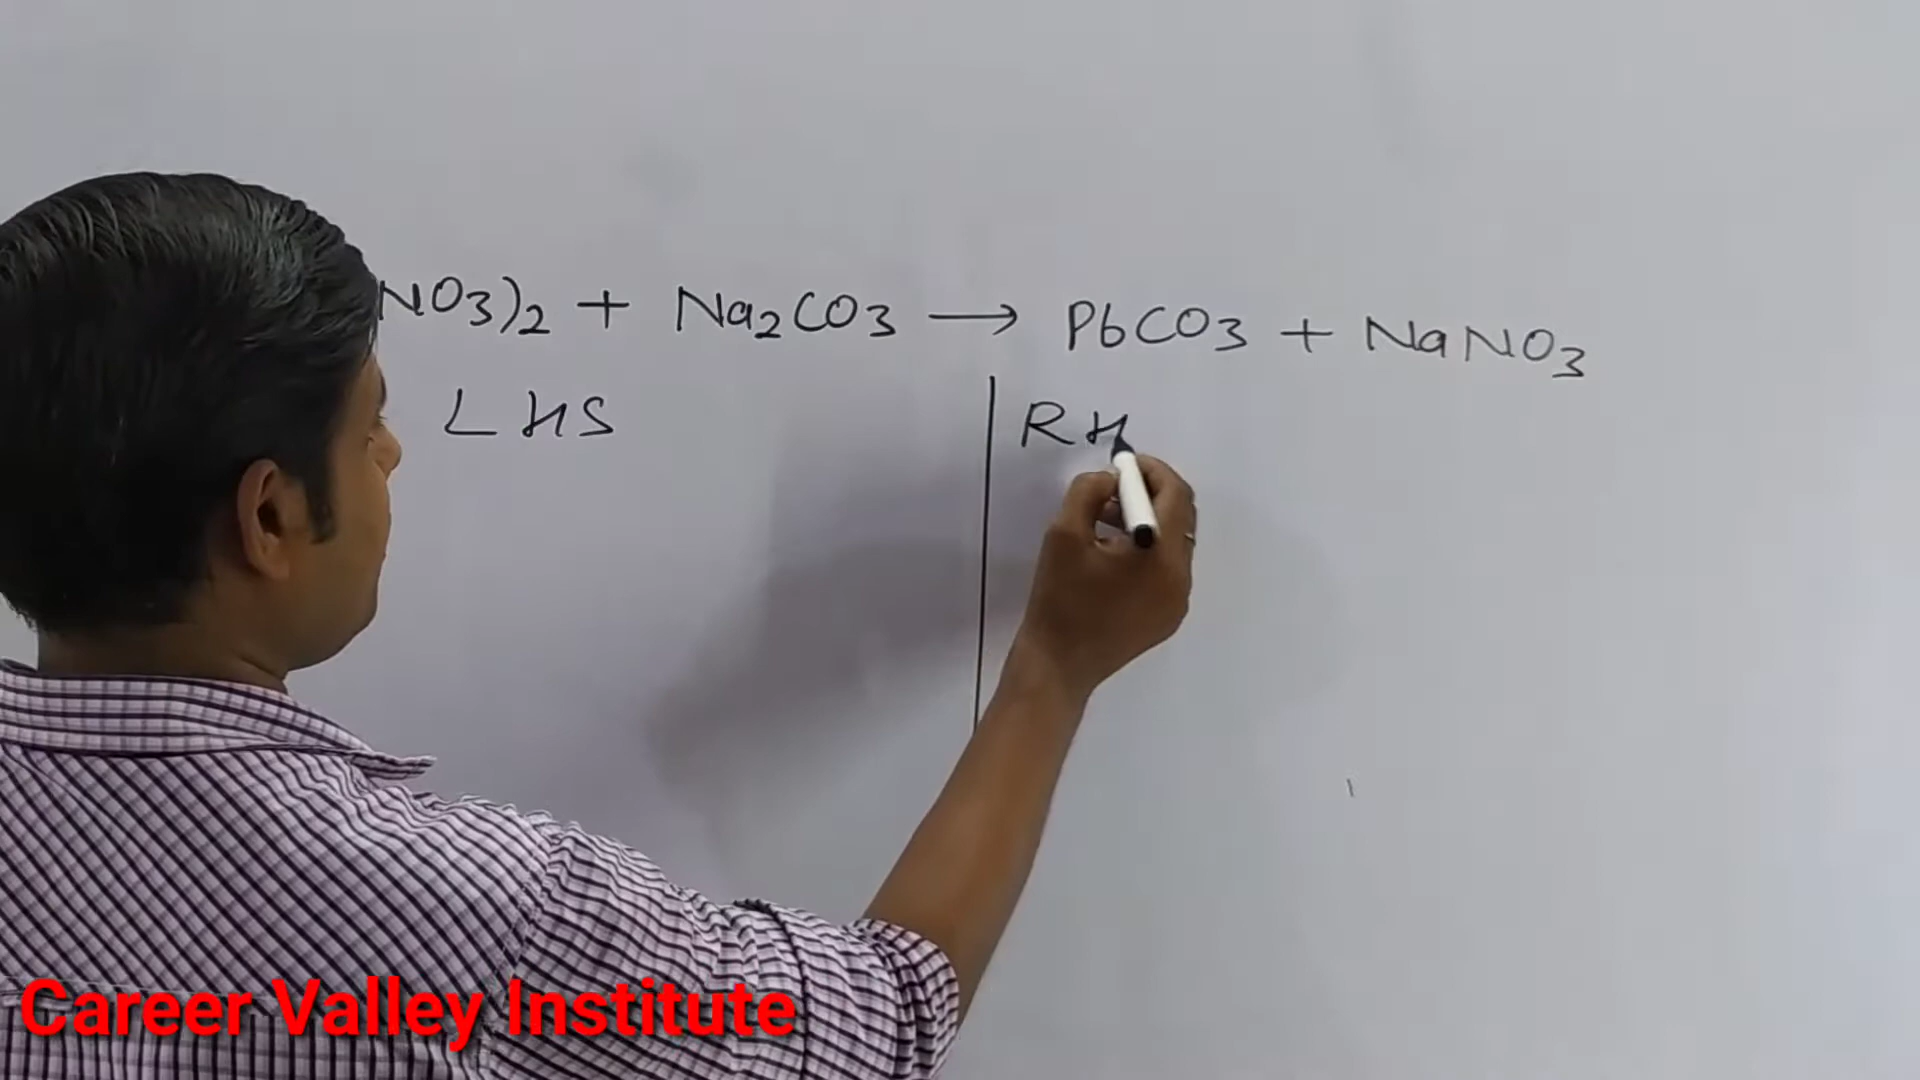 NO3)2 + Na2CO3 → PbCO3 + NaNO3
LHS
RH
Career Valley Institute